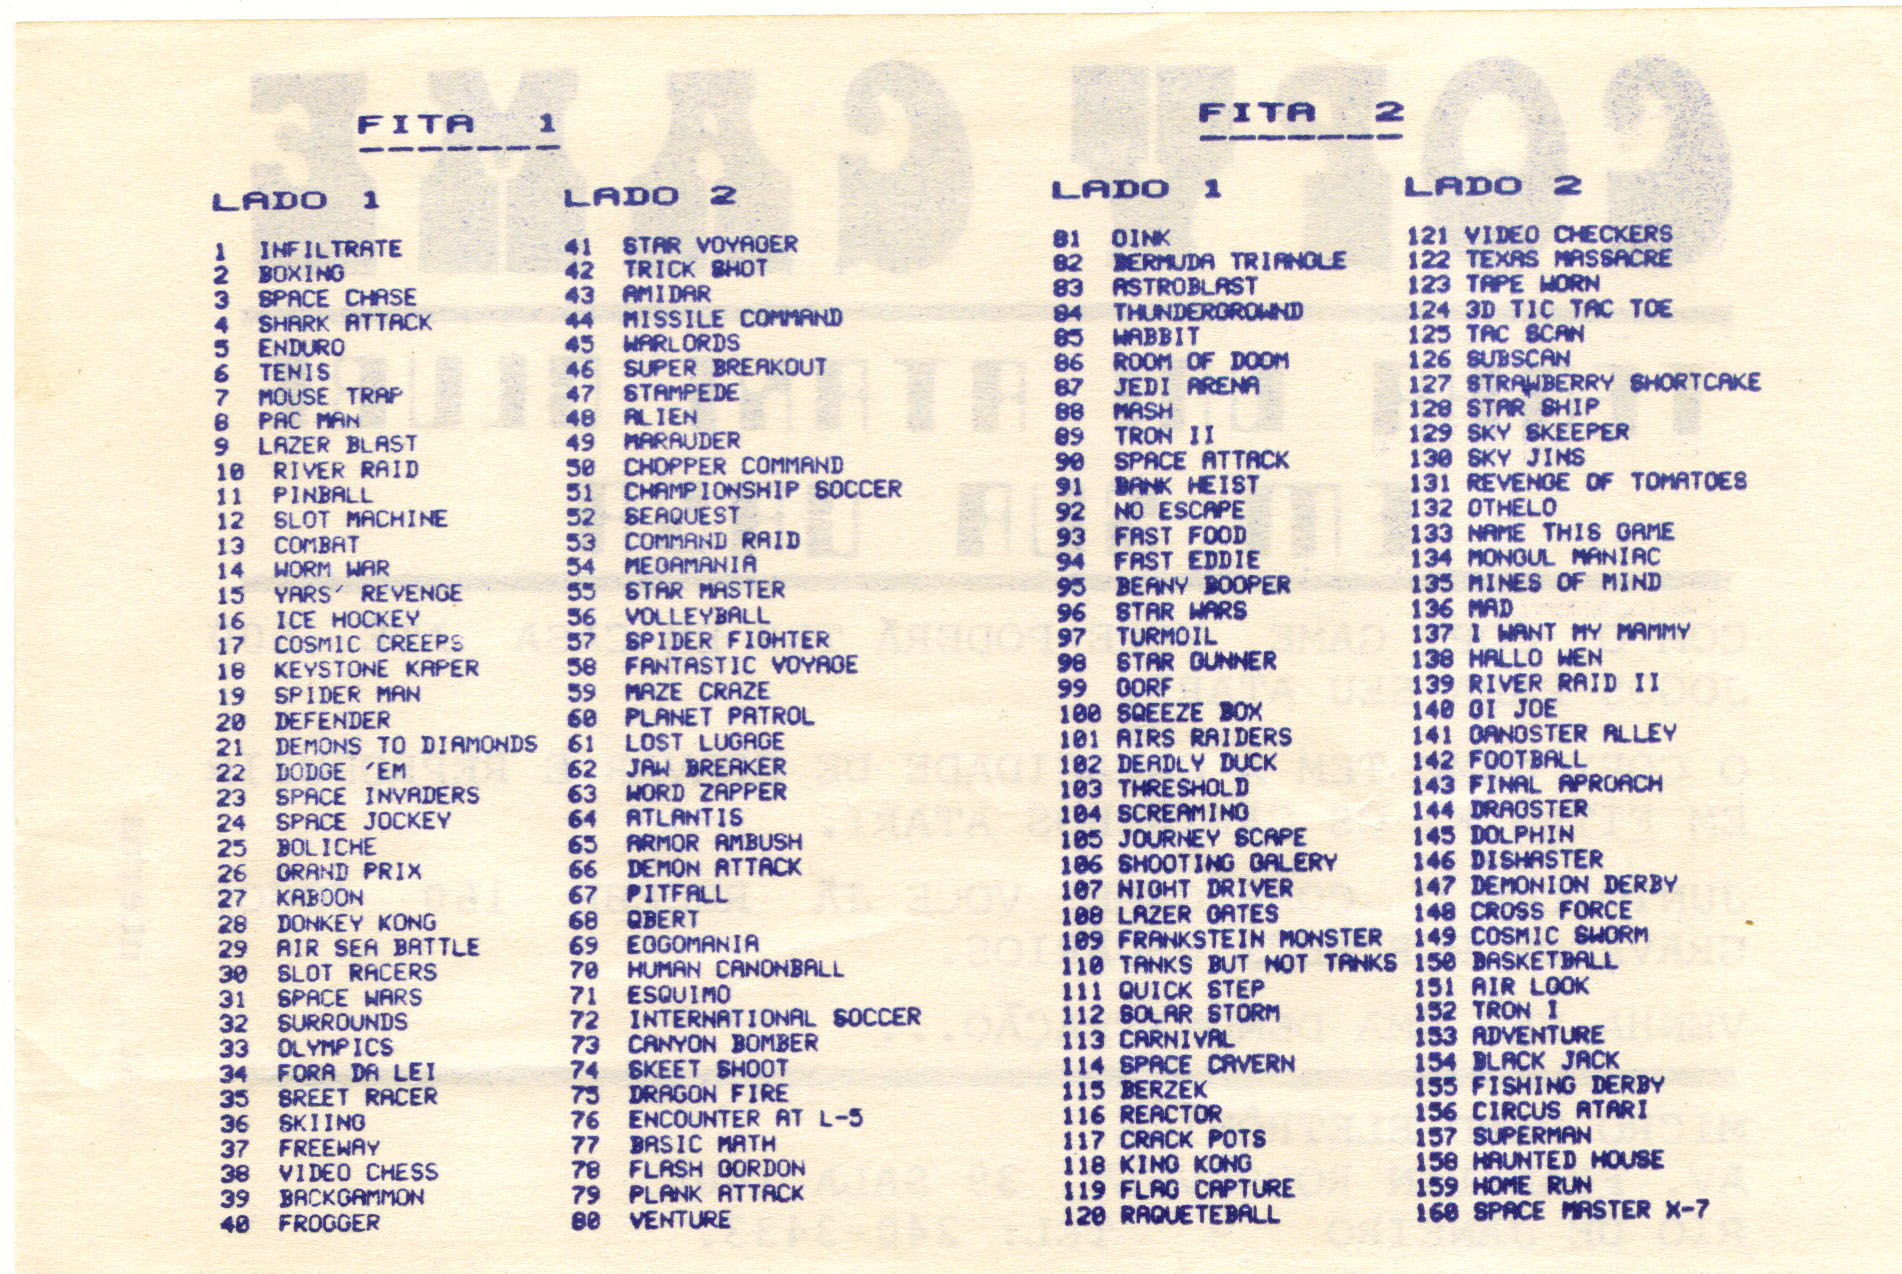 FITA 1
LADO 1
1 INFILTRATE
2 BOXING
3 SPACE CHASE
4 SHARK ATTACK
5 ENDURO
6 TENIS
7 MOUSE TRAP
8 PAC MAN
9 LAZER BLAST
10 RIVER RAID
11 PINBALL
12 SLOT MACHINE
13 COMBAT
14 WORM WAR
15 YARS' REVENGE
16 ICE HOCKEY
17 COSMIC CREEPS
18 KEYSTONE KAPER
19 SPIDER MAN
20 DEFENDER
21 DEMONS TO DIAMONDS
22 DODGE 'EM
23 SPACE INVADERS
24 SPACE JOCKEY
25 BOLICHE
26 GRAND PRIX
27 KABOON
28 DONKEY KONG
29 AIR SEA BATTLE
30 SLOT RACERS
31 SPACE WARS
32 SURROUNDS
33 OLYMPICS
34 FORA DA LEI
35 SREET RACER
36 SKIING
37 FREEWAY
38 VIDEO CHESS
39 BACKGAMMON
40 FROGGER
LADO 2
41 STAR VOYAGER
42 TRICK SHOT
43 AMIDAR
44 MISSILE COMMAND
45 WARLORDS
46 SUPER BREAKOUT
47 STAMPEDE
48 ALIEN
49 MARAUDER
50 CHOPPER COMMAND
51 CHAMPIONSHIP SOCCER
52 SEAQUEST
53 COMMAND RAID
54 MEGAMANIA
55 STAR MASTER
56 VOLLEYBALL
57 SPIDER FIGHTER
58 FANTASTIC VOYAGE
59 MAZE CRAZE
60 PLANET PATROL
61 LOST LUGAGE
62 JAW BREAKER
63 WORD ZAPPER
64 ATLANTIS
65 ARMOR AMBUSH
66 DEMON ATTACK
67 PITFALL
68 QBERT
69 EGGOMANIA
70 HUMAN CANONBALL
71 ESQUIMO
72 INTERNATIONAL SOCCER
73 CANYON BOMBER
74 SKEET SHOOT
75 DRAGON FIRE
76 ENCOUNTER AT L-5
77 BASIC MATH
78 FLASH GORDON
79 PLANK ATTACK
80 VENTURE
FITA 2
LADO 1
81 OINK
82 BERMUDA TRIANGLE
83 ASTROBLAST
84 THUNDERGROWND
85 WABBIT
86 ROOM OF DOOM
87 JEDI ARENA
88 MASH
89 TRON II
90 SPACE ATTACK
91 BANK HEIST
92 NO ESCAPE
93 FAST FOOD
94 FAST EDDIE
95 BEANY BOOPER
96 STAR WARS
97 TURMOIL
98 STAR GUNNER
99 GORF
100 SQEEZE BOX
101 AIRS RAIDERS
102 DEADLY DUCK
103 THRESHOLD
104 SCREAMING
105 JOURNEY SCAPE
106 SHOOTING GALERY
107 NIGHT DRIVER
108 LAZER GATES
109 FRANKSTEIN MONSTER
110 TANKS BUT NOT TANKS
111 QUICK STEP
112 SOLAR STORM
113 CARNIVAL
114 SPACE CAVERN
115 BERZEK
116 REACTOR
117 CRACK POTS
118 KING KONG
119 FLAG CAPTURE
120 RAQUETEBALL
LADO 2
121 VIDEO CHECKERS
122 TEXAS MASSACRE
123 TAPE WORN
124 3D TIC TAC TOE
125 TAC SCAN
126 SUBSCAN
127 STRAWBERRY SHORTCAKE
128 STAR SHIP
129 SKY SKEEPER
130 SKY JINS
131 REVENGE OF TOMATOES
132 OTHELO
133 NAME THIS GAME
134 MONGUL MANIAC
135 MINES OF MIND
136 MAD
137 I WANT MY MAMMY
138 HALLO WEN
139 RIVER RAID II
140 GI JOE
141 GANGSTER ALLEY
142 FOOTBALL
143 FINAL APROACH
144 DRAGSTER
145 DOLPHIN
146 DISHASTER
147 DEMONION DERBY
148 CROSS FORCE
149 COSMIC SWORM
150 BASKETBALL
151 AIR LOOK
152 TRON I
153 ADVENTURE
154 BLACK JACK
155 FISHING DERBY
156 CIRCUS ATARI
157 SUPERMAN
158 HAUNTED HOUSE
159 HOME RUN
160 SPACE MASTER X-7